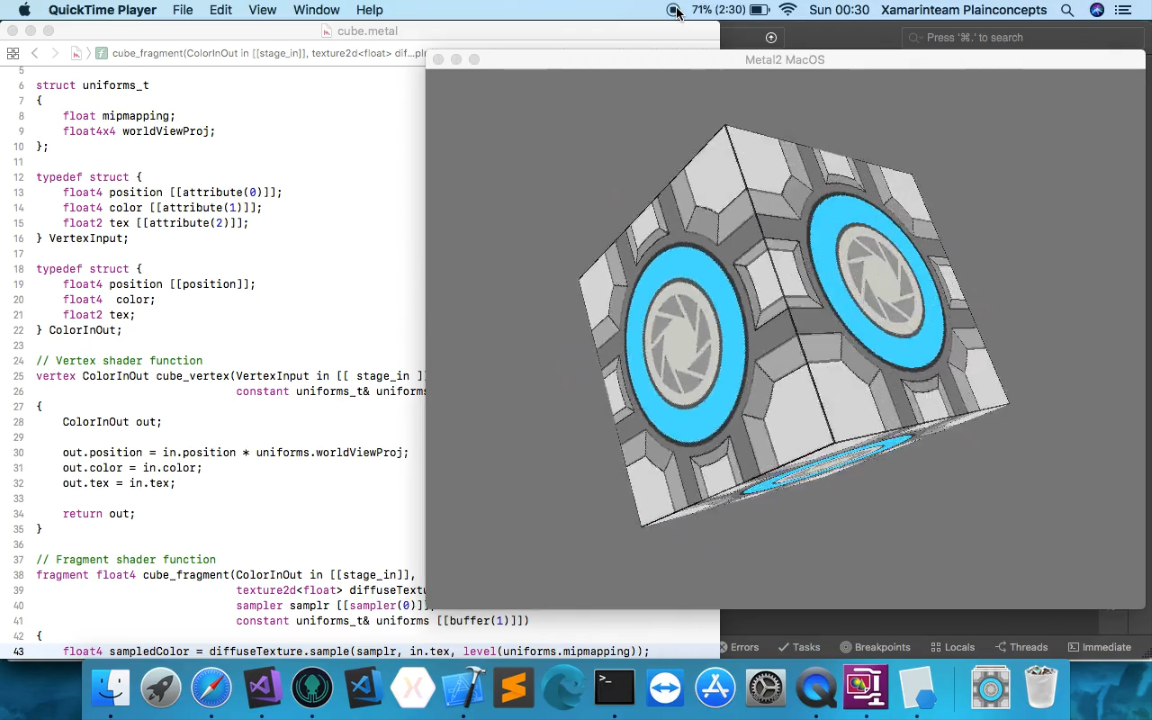 QuickTime Player File Edit View Window Help 71% (2:30) Sun 00:30 Xamarinteam Plainconcepts
cube.metal
Press '⌘.' to search
cube_fragment(ColorInOut in [[stage_in]], texture2d<float> dif...
Metal2 MacOS
5
6 struct uniforms_t
7 {
8 float mipmapping;
9 float4x4 worldViewProj;
10 };
11
12 typedef struct {
13 float4 position [[attribute(0)]];
14 float4 color [[attribute(1)]];
15 float2 tex [[attribute(2)]];
16 } VertexInput;
17
18 typedef struct {
19 float4 position [[position]];
20 float4  color;
21 float2 tex;
22 } ColorInOut;
23
24 // Vertex shader function
25 vertex ColorInOut cube_vertex(VertexInput in [[ stage_in ]]
26 constant uniforms_t& uniforms
27 {
28 ColorInOut out;
29
30 out.position = in.position * uniforms.worldViewProj;
31 out.color = in.color;
32 out.tex = in.tex;
33
34 return out;
35 }
36
37 // Fragment shader function
38 fragment float4 cube_fragment(ColorInOut in [[stage_in]],
39 texture2d<float> diffuseTextu
40 sampler samplr [[sampler(0)]]
41 constant uniforms_t& uniforms [[buffer(1)]])
42 {
43 float4 sampledColor = diffuseTexture.sample(samplr, in.tex, level(uniforms.mipmapping));
Errors Tasks Breakpoints Locals Threads Immediate